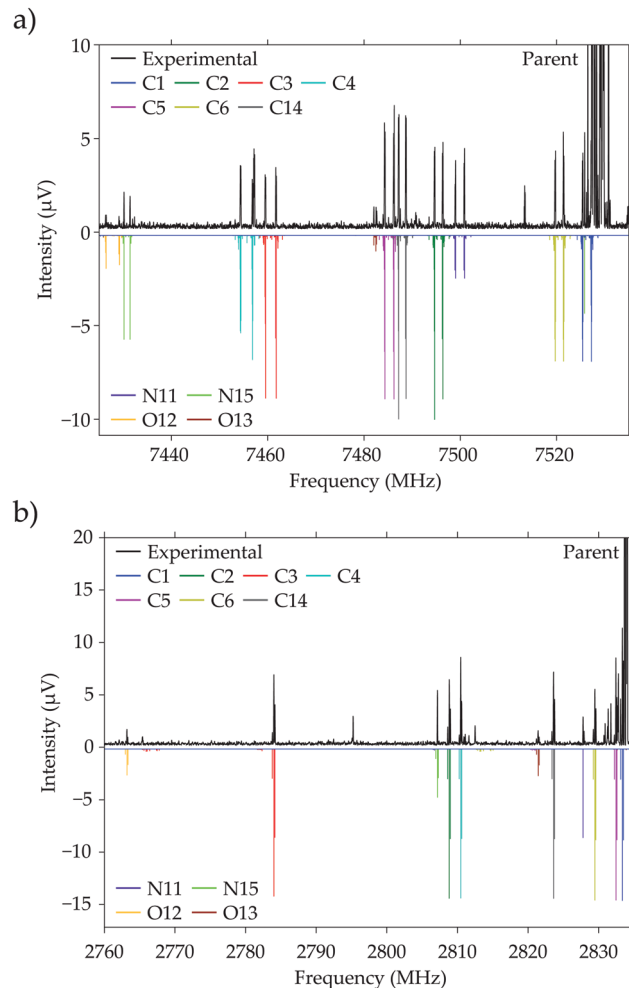 a)
10
Experimental Parent
C1 C2 C3 C4
C5 C6 C14
5
0
−5
−10
Intensity (μV)
N11 N15
O12 O13
7440 7460 7480 7500 7520
Frequency (MHz)
b)
20
Experimental Parent
C1 C2 C3 C4
C5 C6 C14
15
10
5
0
−5
−10
−15
Intensity (μV)
N11 N15
O12 O13
2760 2770 2780 2790 2800 2810 2820 2830
Frequency (MHz)